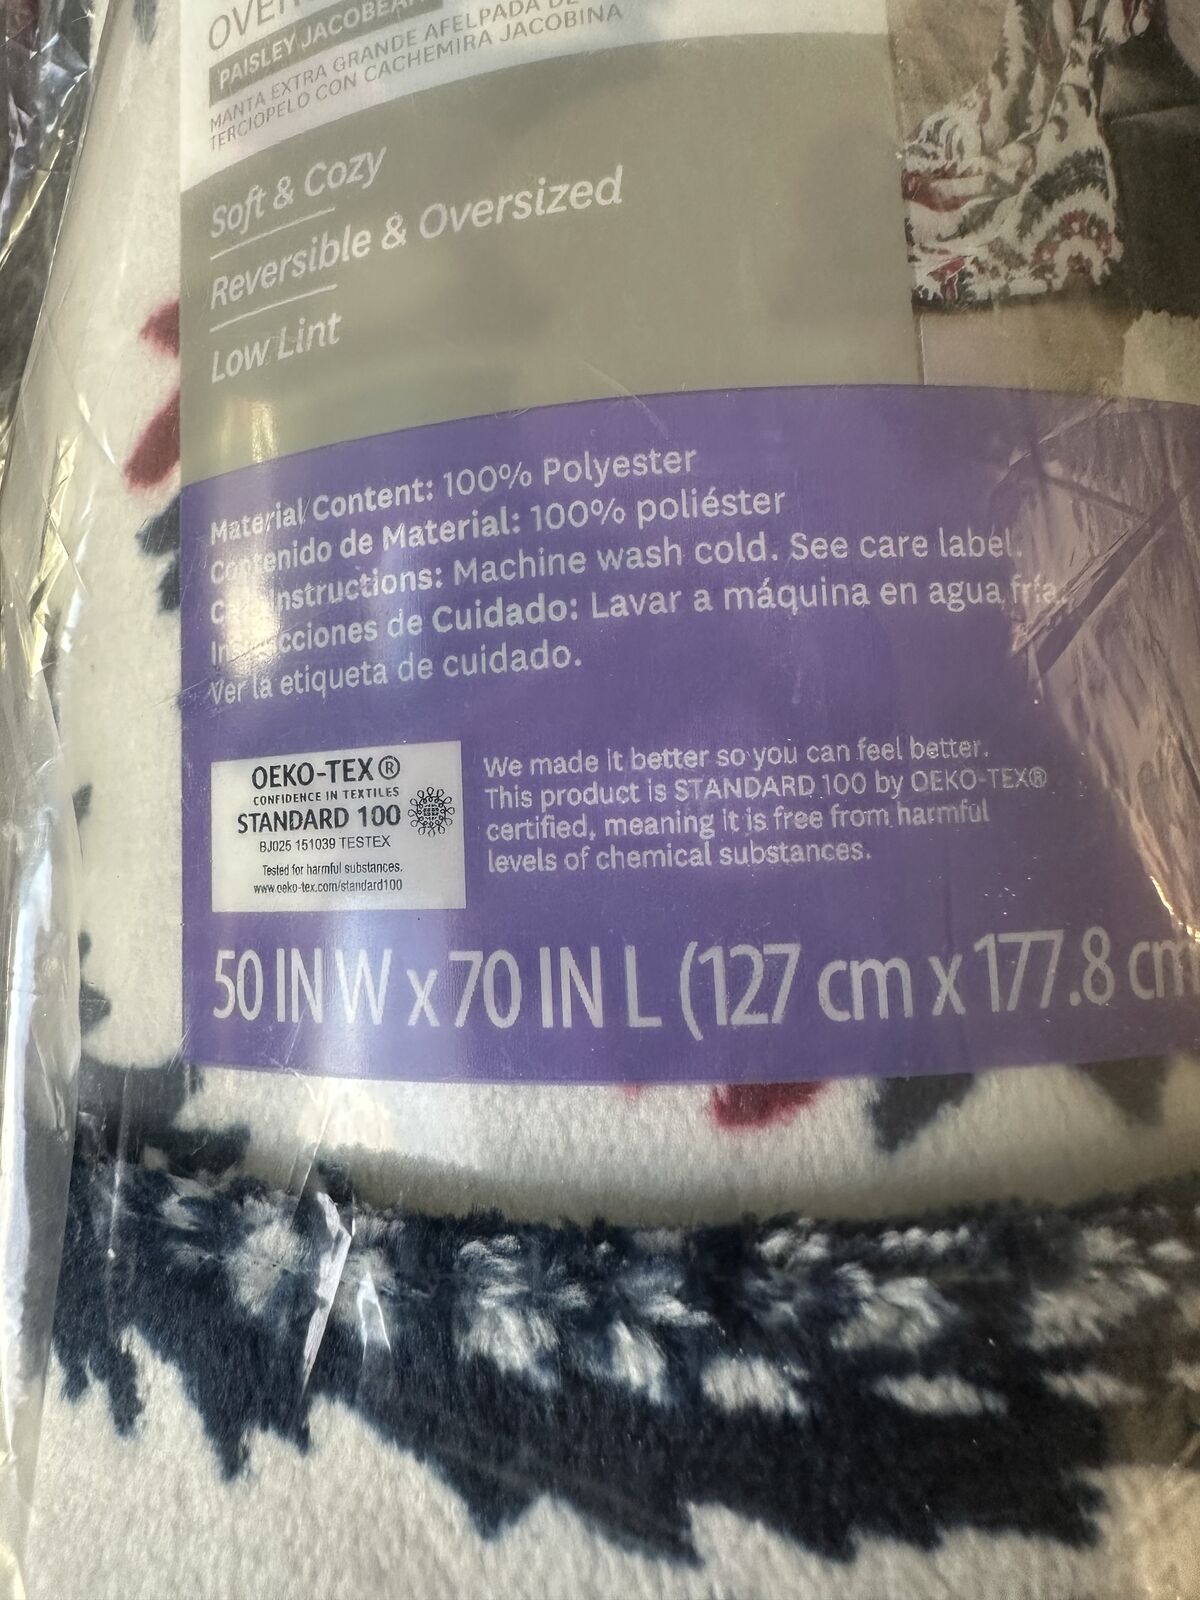 PAISLEY JACOBEAN
MANTA EXTRA GRANDE AFELPADA DE
TERCIOPELO CON CACHEMIRA JACOBINA
Soft & Cozy
Reversible & Oversized
Low Lint
Material Content: 100% Polyester
Contenido de Material: 100% poliéster
Instructions: Machine wash cold. See care label.
de Cuidado: Lavar a máquina en agua fría.
Ver la etiqueta de cuidado.
OEKO-TEX®
CONFIDENCE IN TEXTILES
STANDARD 100
BJ025 151039 TESTEX
Tested for harmful substances.
www.oeko-tex.com/standard100
We made it better so you can feel better.
This product is STANDARD 100 by OEKO-TEX®
certified, meaning it is free from harmful
levels of chemical substances.
50 IN W x 70 IN L (127 cm x 177.8 cm